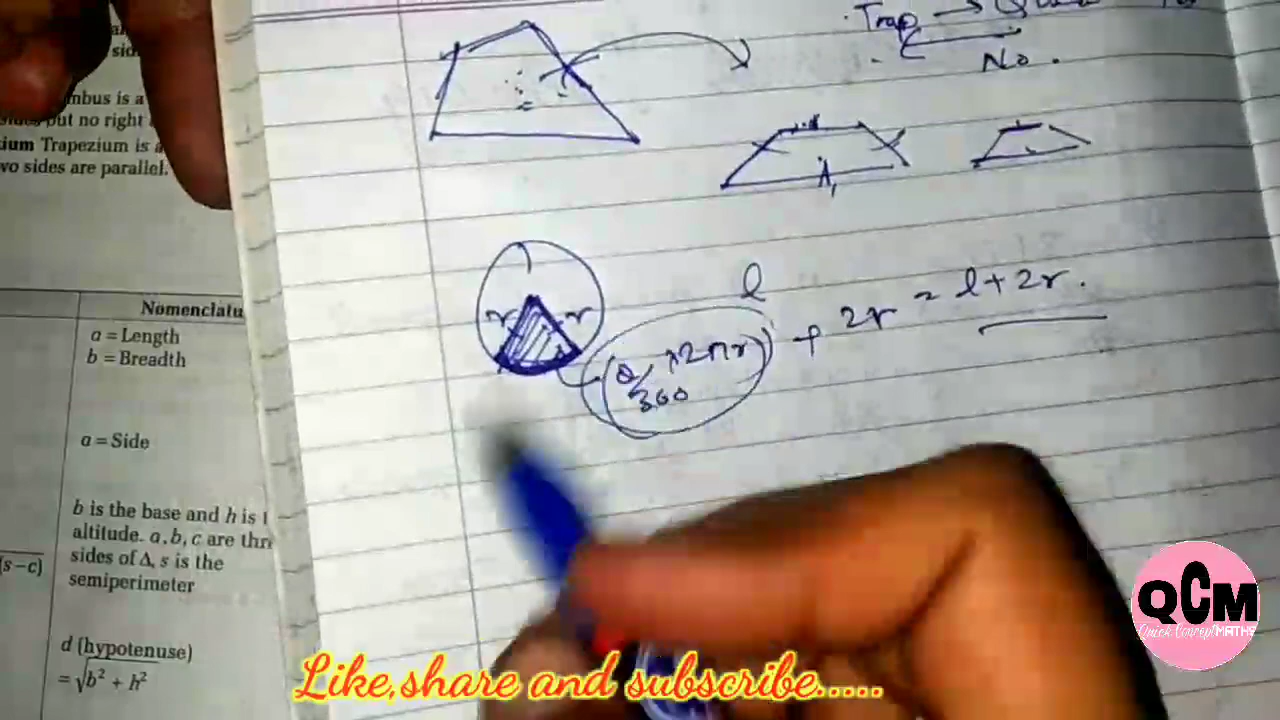 sid
mbus is a
sides but no right a
ium Trapezium is a
wo sides are parallel.
Nomenclatu
a = Length
b = Breadth
a = Side
b is the base and h is t
altitude. a, b, c are thr
sides of Δ, s is the
(s−c)
semiperimeter
d (hypotenuse)
= √b² + h²
Trap →
No.
r r
l
(θ/360 × 2πr) + 2r = l + 2r.
QCM
Quick Concept MATHS
Like,share and subscribe.....